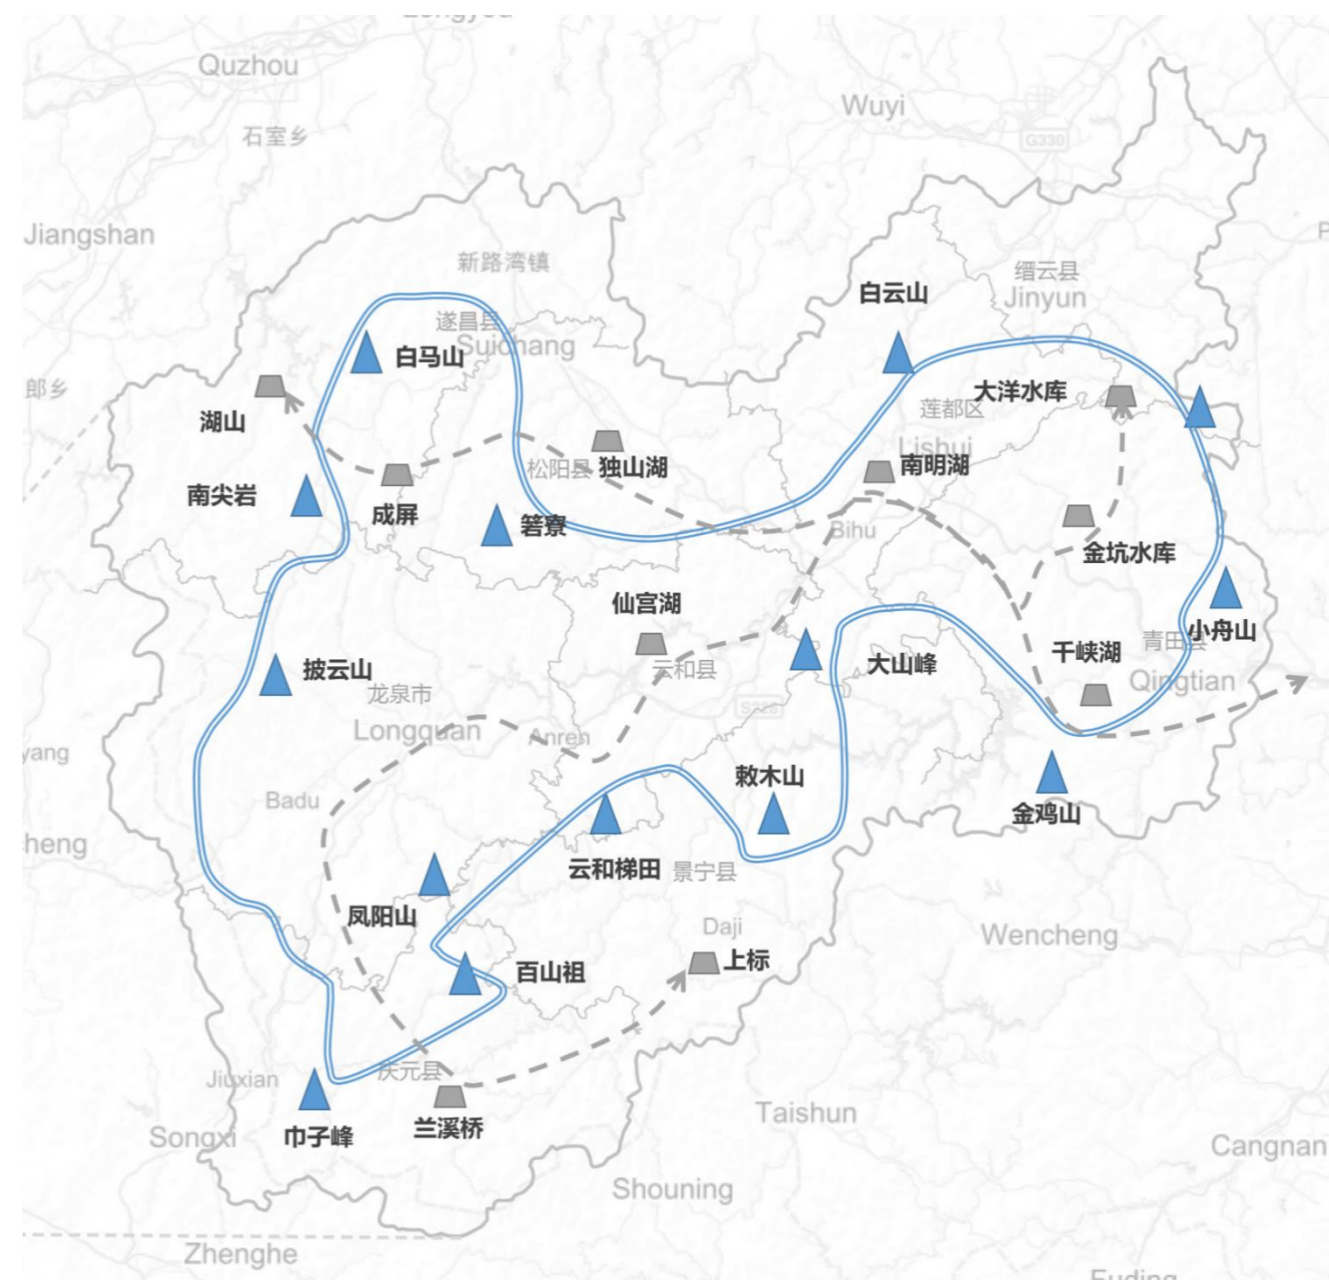 Quzhou
石室乡
Wuyi
G330
Jiangshan
新路湾镇
缙云县
Jinyun
白云山
遂昌县
Suichang
白马山
郎乡
大洋水库
湖山
莲都区
Lishui
南明湖
松阳县
独山湖
南尖岩
成屏
箬寮
Bihu
金坑水库
仙宫湖
小舟山
青田县
千峡湖
大山峰
披云山
云和县
龙泉市
Qingtian
S228
Longquan
Anren
yang
敕木山
Badu
金鸡山
cheng
云和梯田
景宁县
凤阳山
Daji
Wencheng
上标
百山祖
庆元县
Jiuxian
Taishun
兰溪桥
巾子峰
Songxi
Cangnan
Shouning
Zhenghe